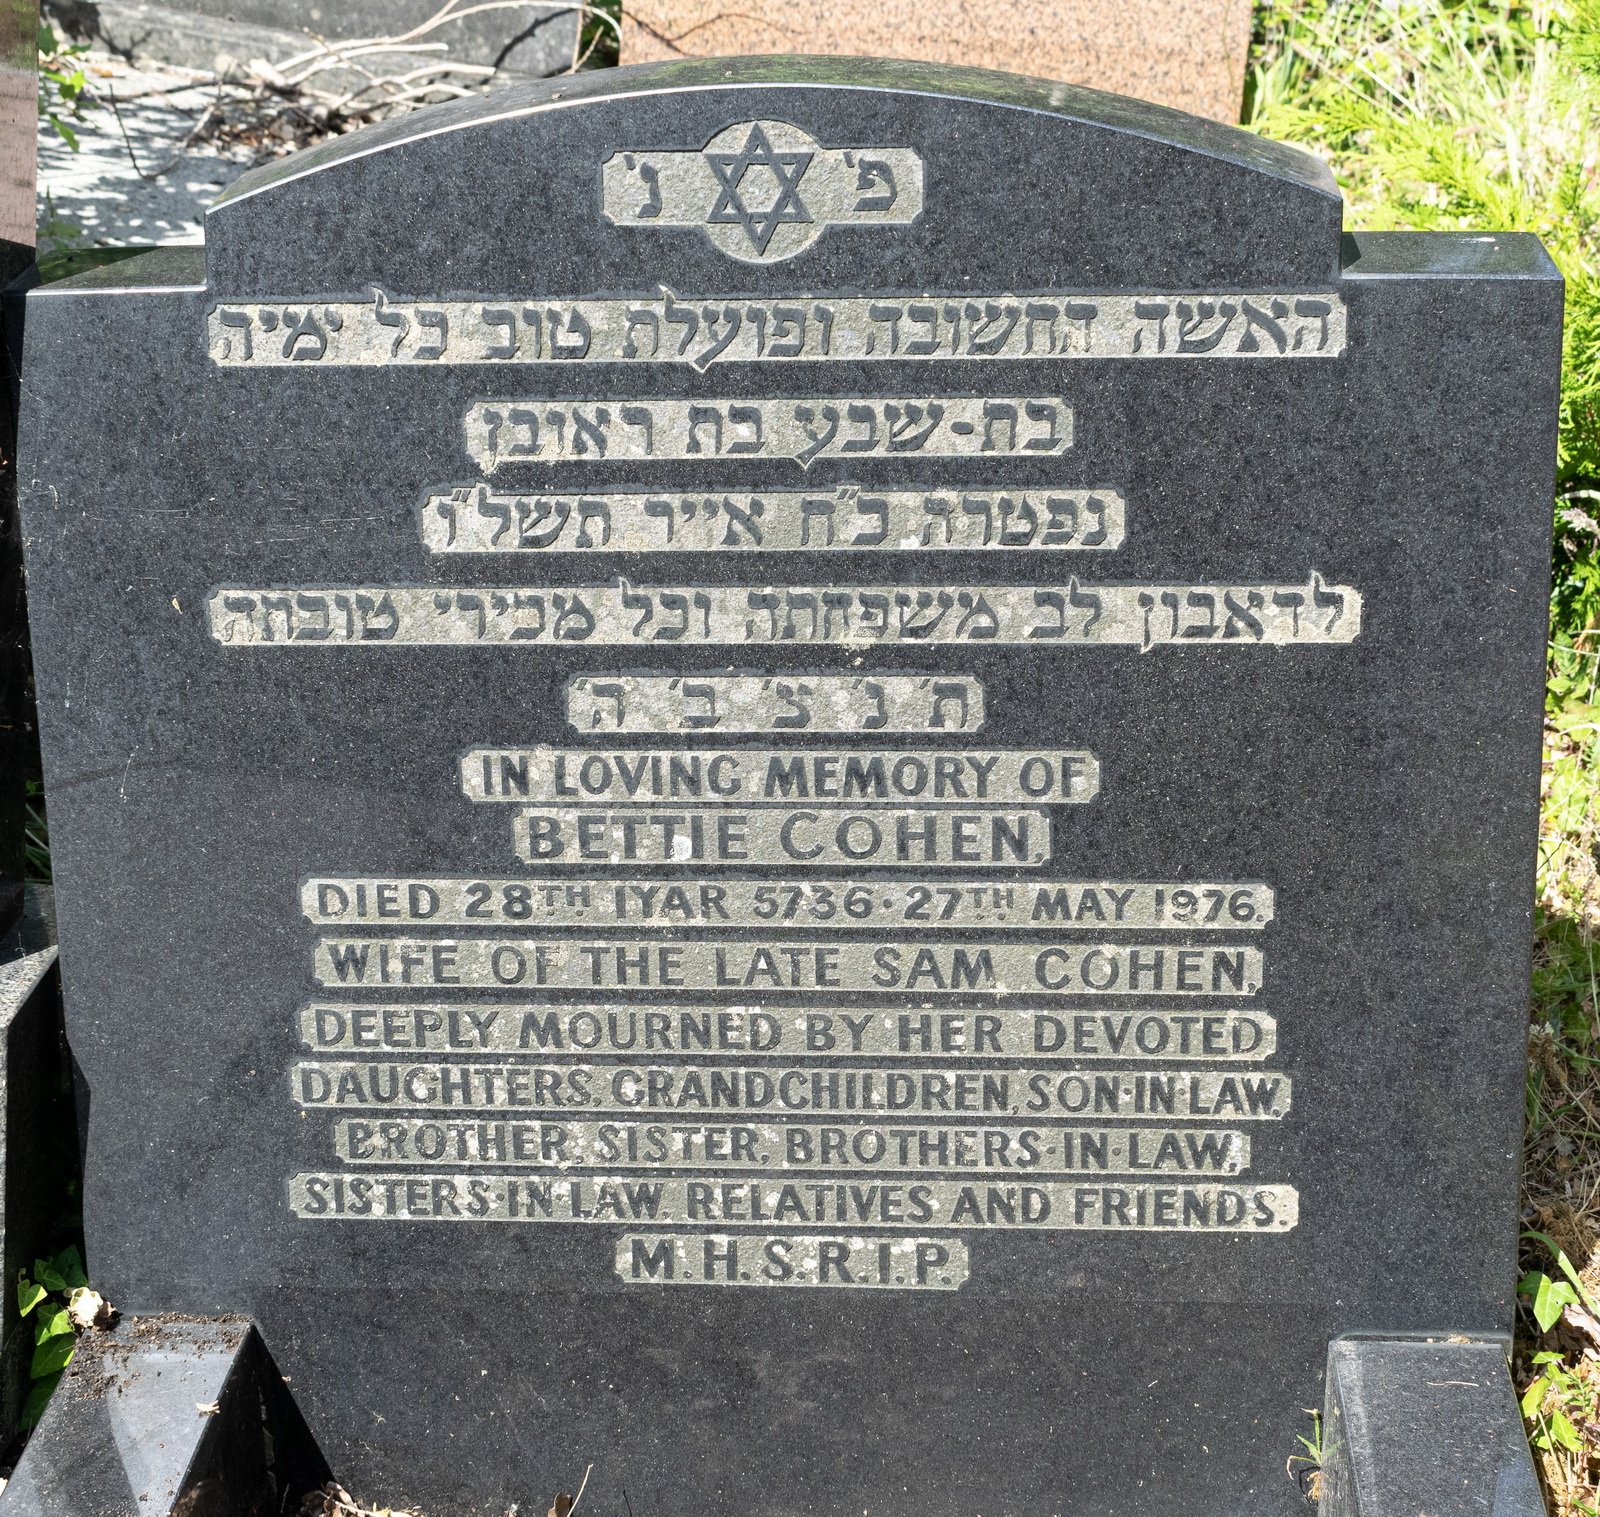 פ' נ'
האשה החשובה ופועלת טוב כל ימיה
בת-שבע בת ראובן
נפטרה כ"ח אייר תשל"ו
לדאבון לב משפחתה וכל מכירי טובתה
ת' נ' צ' ב' ה'
IN LOVING MEMORY OF
BETTIE COHEN,
DIED 28TH IYAR 5736 · 27TH MAY 1976.
WIFE OF THE LATE SAM COHEN,
DEEPLY MOURNED BY HER DEVOTED
DAUGHTERS, GRANDCHILDREN, SON·IN·LAW,
BROTHER, SISTER, BROTHERS·IN·LAW,
SISTERS·IN·LAW, RELATIVES AND FRIENDS.
M.H.S.R.I.P.